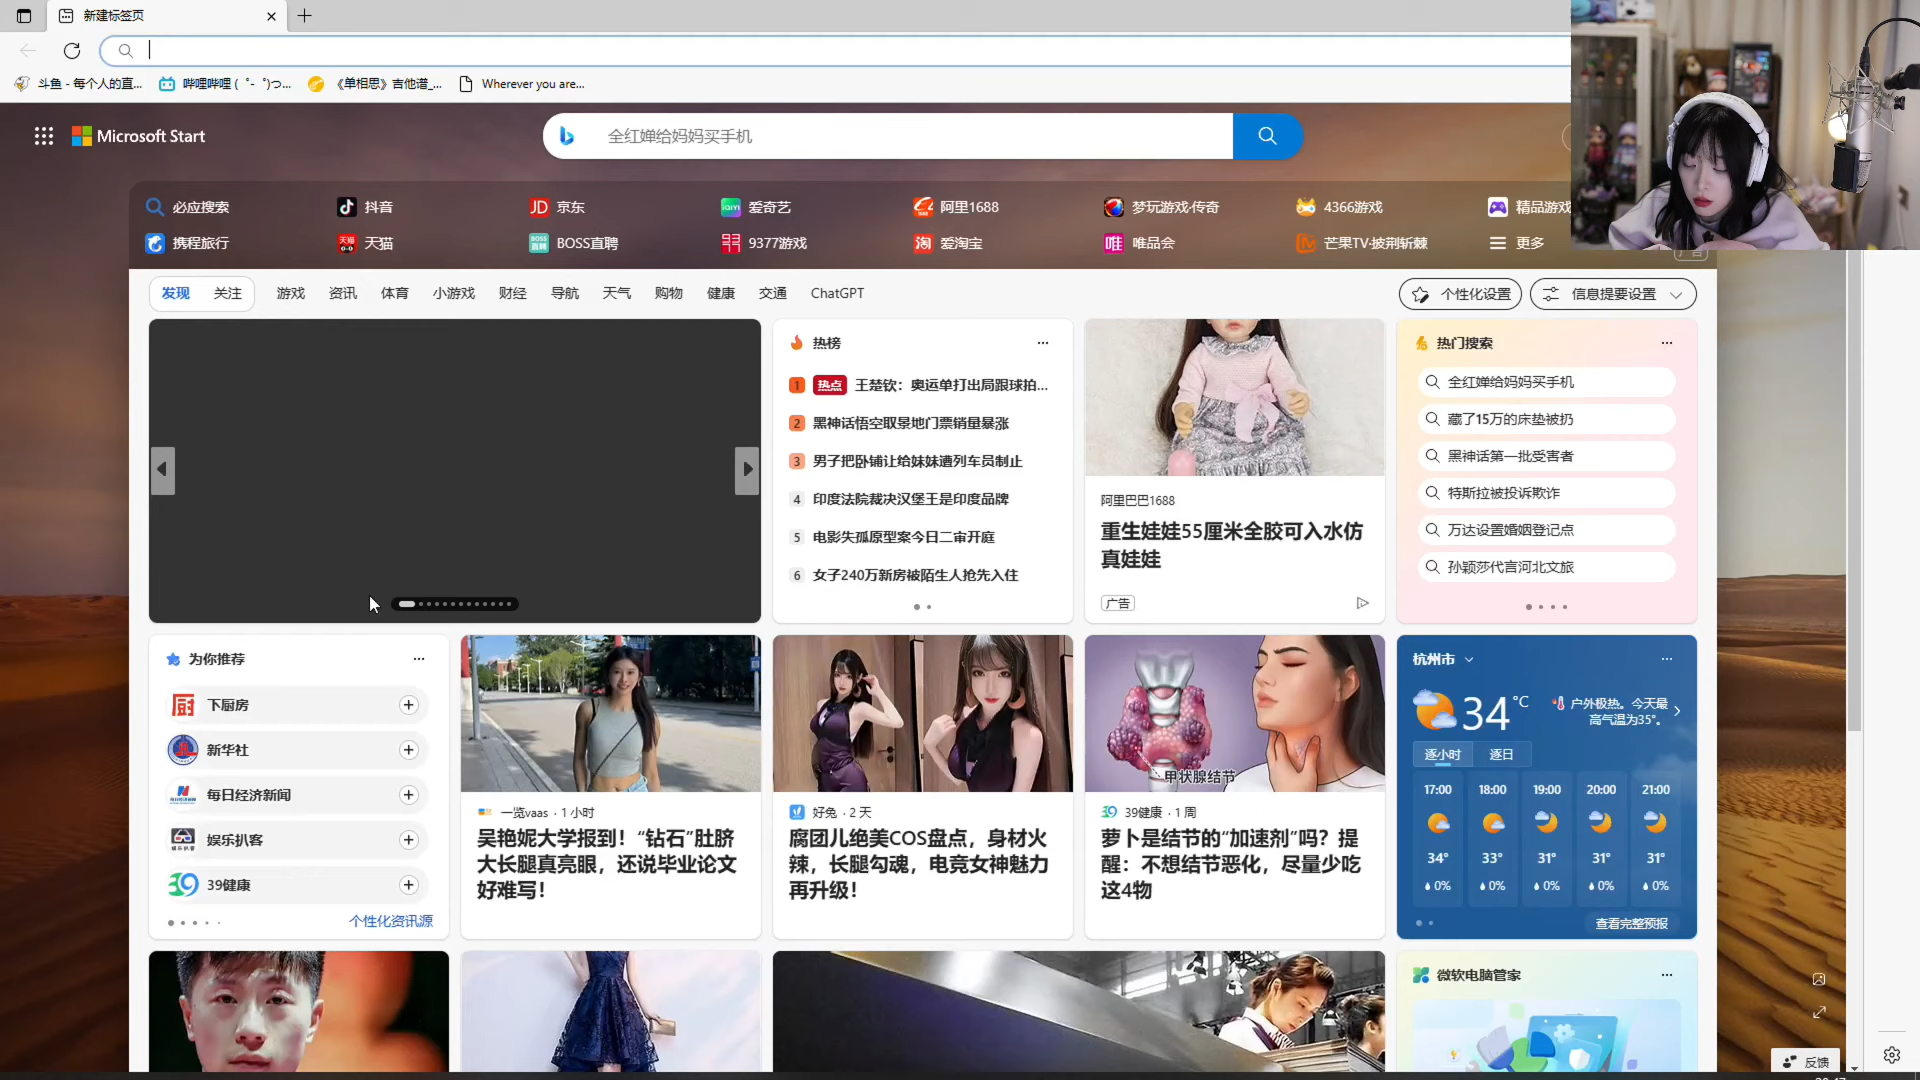 新建标签页
斗鱼 - 每个人的直...
哔哩哔哩 ( ゜- ゜)つ...
《单相思》吉他谱_...
Wherever you are...
Microsoft Start
全红婵给妈妈买手机
必应搜索
抖音
京东
爱奇艺
阿里1688
梦玩游戏·传奇
4366游戏
精品游戏
携程旅行
天猫
BOSS直聘
9377游戏
爱淘宝
唯品会
芒果TV·披荆斩棘
更多
广告
发现
关注
游戏
资讯
体育
小游戏
财经
导航
天气
购物
健康
交通
ChatGPT
个性化设置
信息提要设置
热榜
1 热点 王楚钦：奥运单打出局跟球拍...
2 黑神话悟空取景地门票销量暴涨
3 男子把卧铺让给妹妹遭列车员制止
4 印度法院裁决汉堡王是印度品牌
5 电影失孤原型案今日二审开庭
6 女子240万新房被陌生人抢先入住
阿里巴巴1688
重生娃娃55厘米全胶可入水仿
真娃娃
广告
热门搜索
全红婵给妈妈买手机
藏了15万的床垫被扔
黑神话第一批受害者
特斯拉被投诉欺诈
万达设置婚姻登记点
孙颖莎代言河北文旅
为你推荐
下厨房
新华社
每日经济新闻
娱乐扒客
39健康
个性化资讯源
一览vaas · 1 小时
吴艳妮大学报到！“钻石”肚脐
大长腿真亮眼，还说毕业论文
好难写！
好兔 · 2 天
腐团儿绝美COS盘点，身材火
辣，长腿勾魂，电竞女神魅力
再升级！
甲状腺结节
39健康 · 1 周
萝卜是结节的“加速剂”吗？提
醒：不想结节恶化，尽量少吃
这4物
杭州市
34°C
户外极热。今天最
高气温为35°。
逐小时
逐日
17:00 18:00 19:00 20:00 21:00
34° 33° 31° 31° 31°
0% 0% 0% 0% 0%
查看完整预报
微软电脑管家
反馈